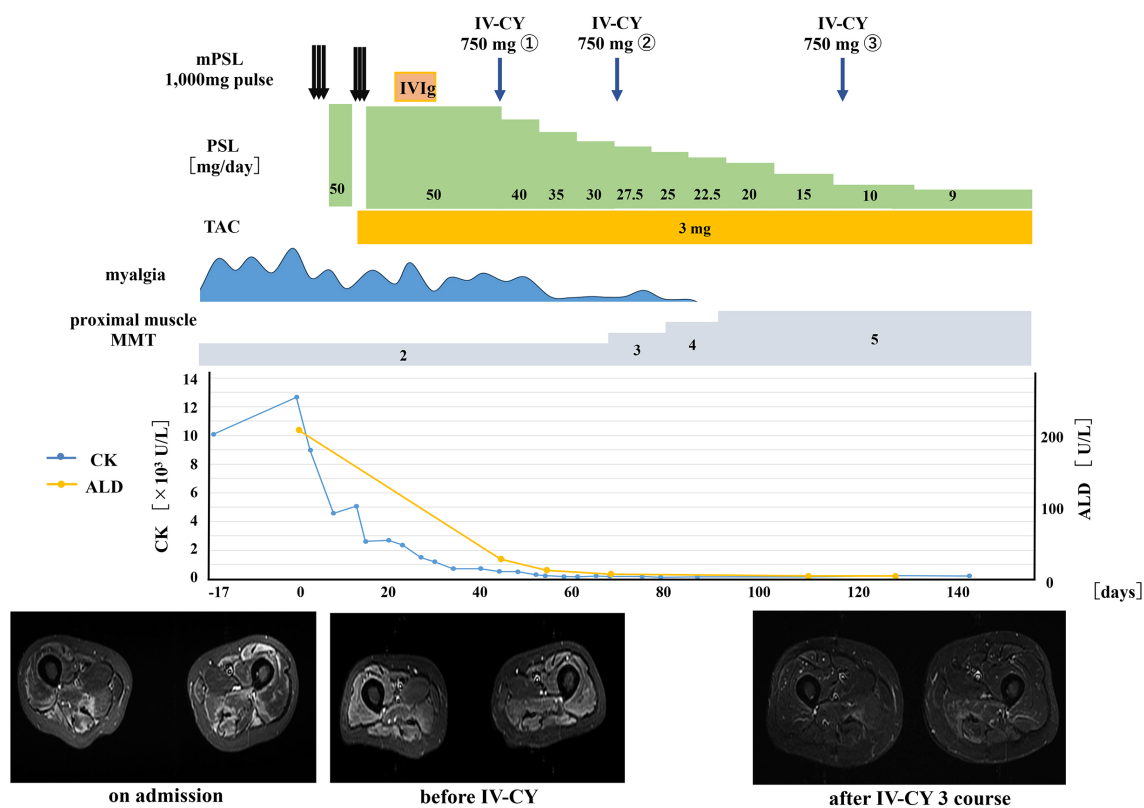 IV-CY
750 mg ①
IV-CY
750 mg ②
IV-CY
750 mg ③
mPSL
1,000mg pulse
IVIg
PSL
［mg/day］
50
50
40
35
30
27.5
25
22.5
20
15
10
9
TAC
3 mg
myalgia
proximal muscle
MMT
2
3
4
5
14
12
10
8
6
4
2
0
CK ［×10³ U/L］
CK
ALD
200
100
0
ALD ［ U/L］
-17
0
20
40
60
80
100
120
140
［days］
on admission
before IV-CY
after IV-CY 3 course